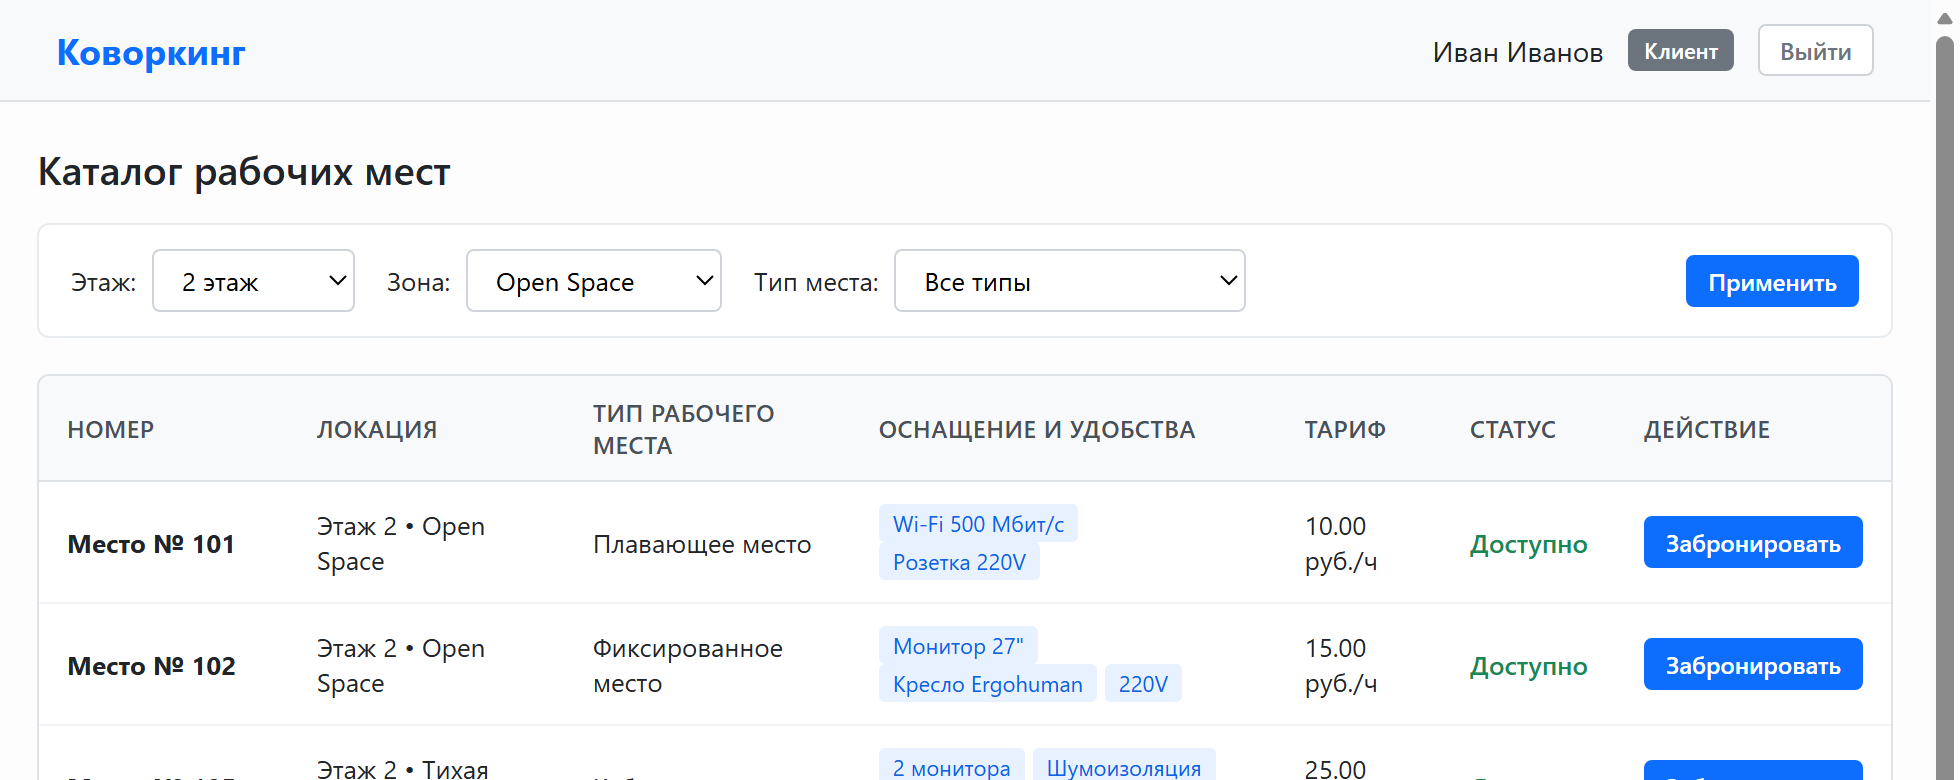 Коворкинг
Иван Иванов Клиент Выйти
Каталог рабочих мест
Этаж: 2 этаж Зона: Open Space Тип места: Все типы Применить
НОМЕР ЛОКАЦИЯ ТИП РАБОЧЕГО МЕСТА ОСНАЩЕНИЕ И УДОБСТВА ТАРИФ СТАТУС ДЕЙСТВИЕ
Место № 101
Этаж 2 • Open
Space
Плавающее место
Wi-Fi 500 Мбит/с
Розетка 220V
10.00
руб./ч
Доступно
Забронировать
Место № 102
Этаж 2 • Open
Space
Фиксированное
место
Монитор 27"
Кресло Ergohuman 220V
15.00
руб./ч
Доступно
Забронировать
Этаж 2 • Тихая
2 монитора Шумоизоляция
25.00